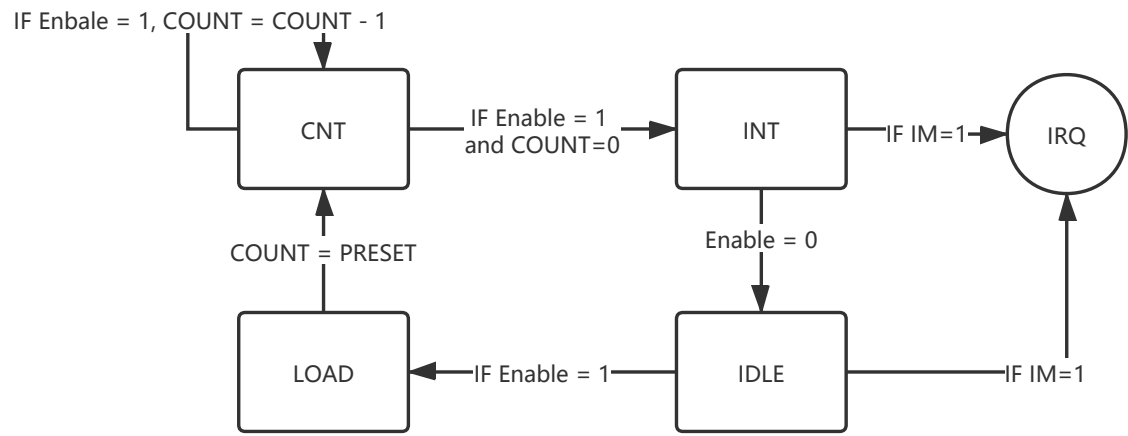 IF Enbale = 1, COUNT = COUNT - 1
CNT
IF Enable = 1
and COUNT=0
INT
IF IM=1
IRQ
COUNT = PRESET
Enable = 0
LOAD
IF Enable = 1
IDLE
IF IM=1